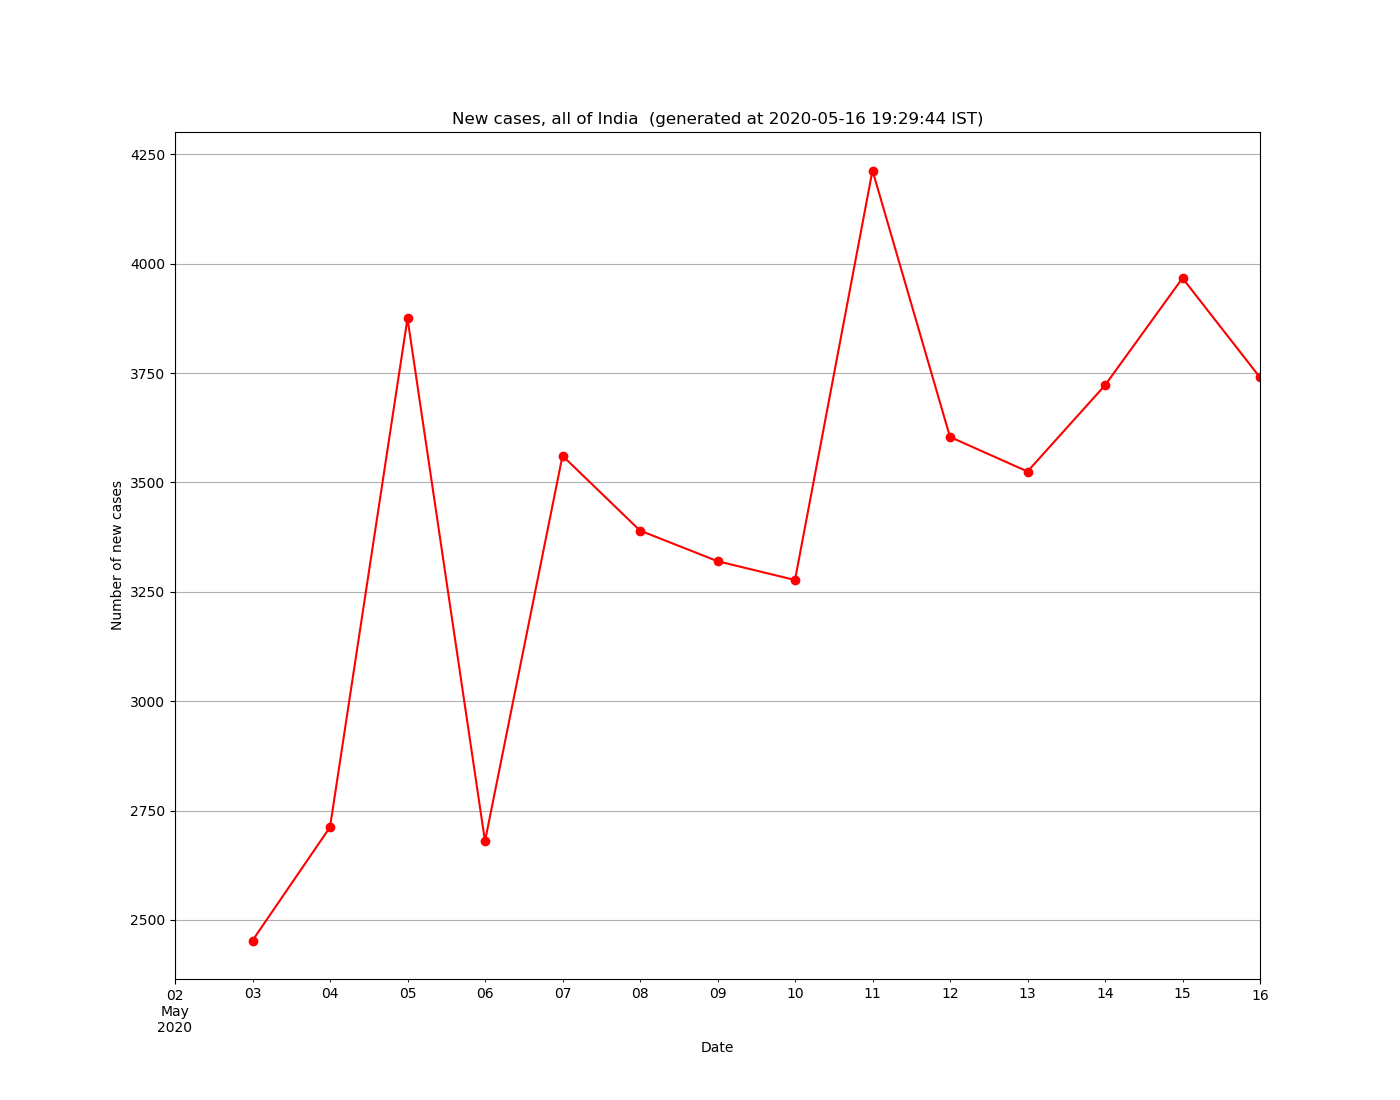 New cases, all of India  (generated at 2020-05-16 19:29:44 IST)
4250
4000
3750
3500
3250
3000
2750
2500
Number of new cases
02 03 04 05 06 07 08 09 10 11 12 13 14 15 16
May
2020
Date